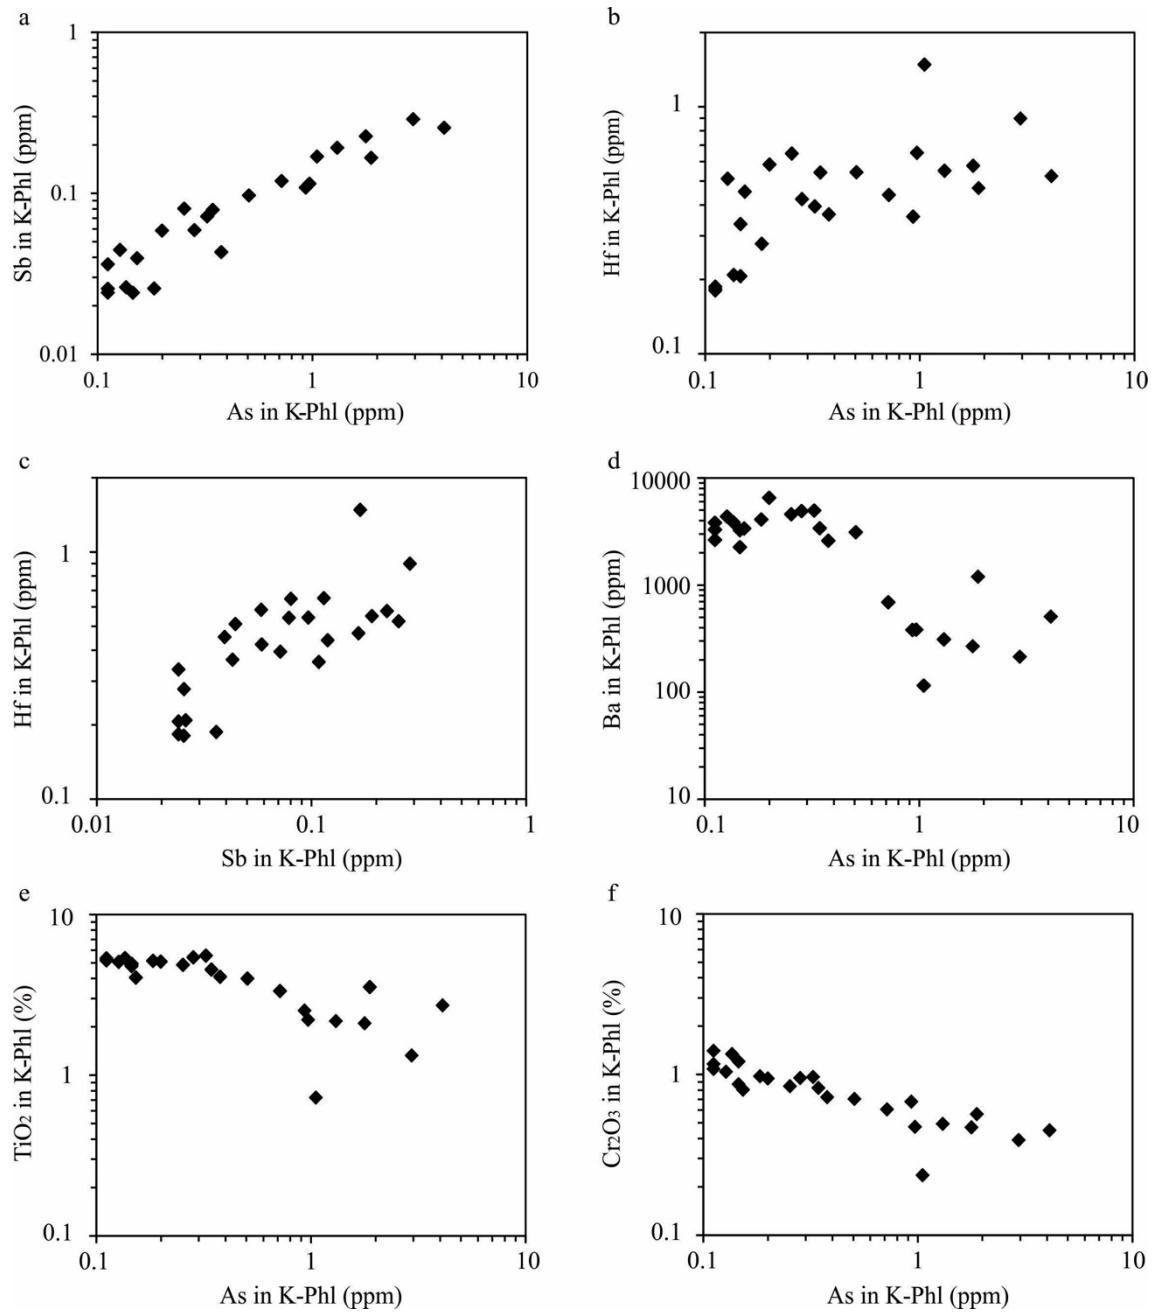 a
1
0.1
0.01
Sb in K-Phl (ppm)
0.1
1
10
As in K-Phl (ppm)
b
1
0.1
Hf in K-Phl (ppm)
0.1
1
10
As in K-Phl (ppm)
c
1
0.1
Hf in K-Phl (ppm)
0.01
0.1
1
Sb in K-Phl (ppm)
d
10000
1000
100
10
Ba in K-Phl (ppm)
0.1
1
10
As in K-Phl (ppm)
e
10
1
0.1
TiO₂ in K-Phl (%)
0.1
1
10
As in K-Phl (ppm)
f
10
1
0.1
Cr₂O₃ in K-Phl (%)
0.1
1
10
As in K-Phl (ppm)